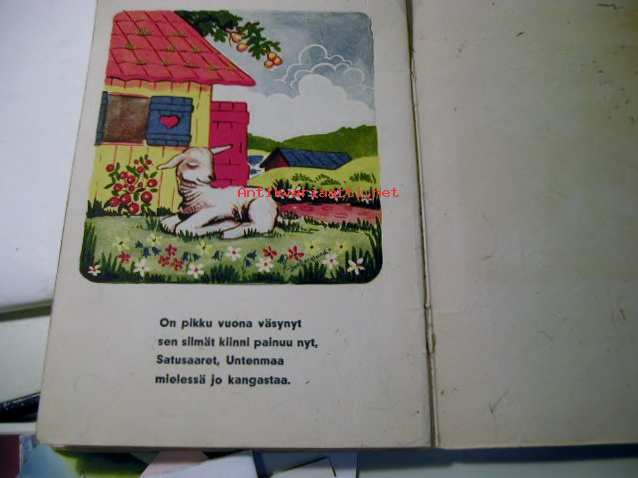 Antikvariaatti.net
On pikku vuona väsynyt
sen silmät kiinni painuu nyt,
Satusaaret, Untenmaa
mielessä jo kangastaa.